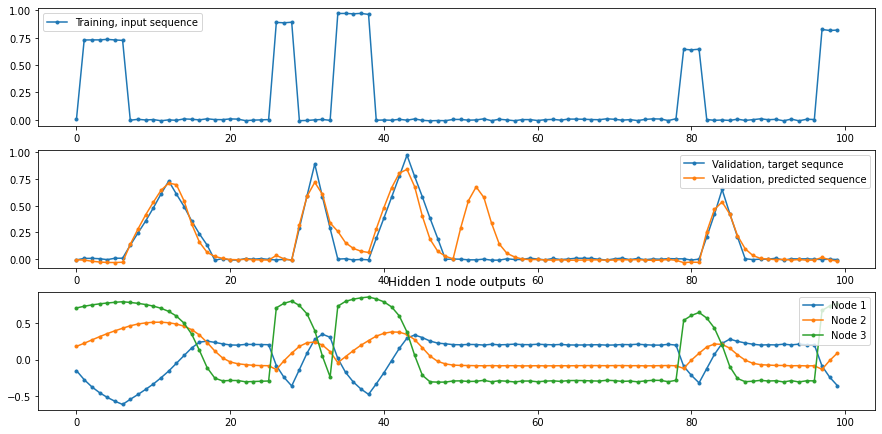 1.00
0.75
0.50
0.25
0.00
Training, input sequence
0 20 40 60 80 100
1.00
0.75
0.50
0.25
0.00
Validation, target sequnce
Validation, predicted sequence
0 20 40 60 80 100
Hidden 1 node outputs
0.5
0.0
−0.5
Node 1
Node 2
Node 3
0 20 40 60 80 100